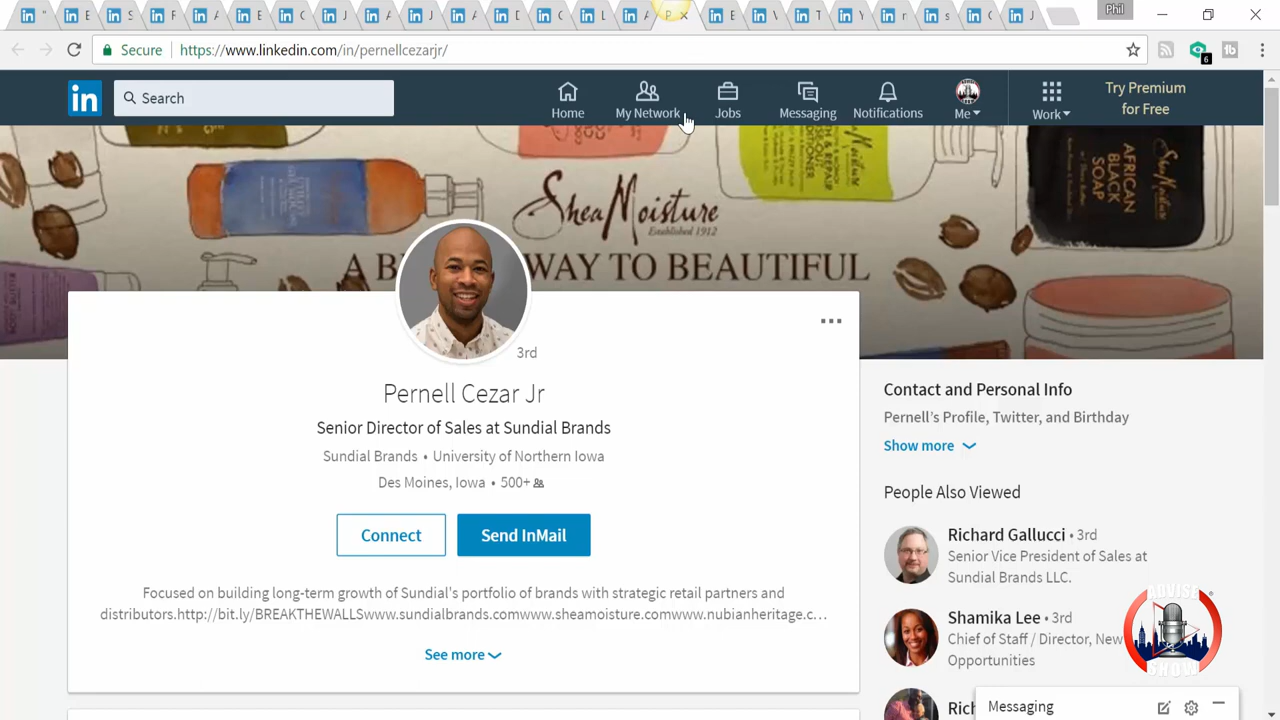 Phil
Secure https://www.linkedin.com/in/pernellcezarjr/
6
in Search Home My Network Jobs Messaging Notifications Me Work Try Premium for Free
SheaMoisture
Established 1912
A B WAY TO BEAUTIFUL
AFRICAN BLACK SOAP
3rd
Pernell Cezar Jr
Senior Director of Sales at Sundial Brands
Sundial Brands • University of Northern Iowa
Des Moines, Iowa • 500+
Connect Send InMail
Focused on building long-term growth of Sundial's portfolio of brands with strategic retail partners and
distributors.http://bit.ly/BREAKTHEWALLSwww.sundialbrands.comwww.sheamoisture.comwww.nubianheritage.c...
See more
Contact and Personal Info
Pernell's Profile, Twitter, and Birthday
Show more
People Also Viewed
Richard Gallucci • 3rd
Senior Vice President of Sales at
Sundial Brands LLC.
Shamika Lee • 3rd
Chief of Staff / Director, New
Opportunities
ADVISE
SHOW
Messaging